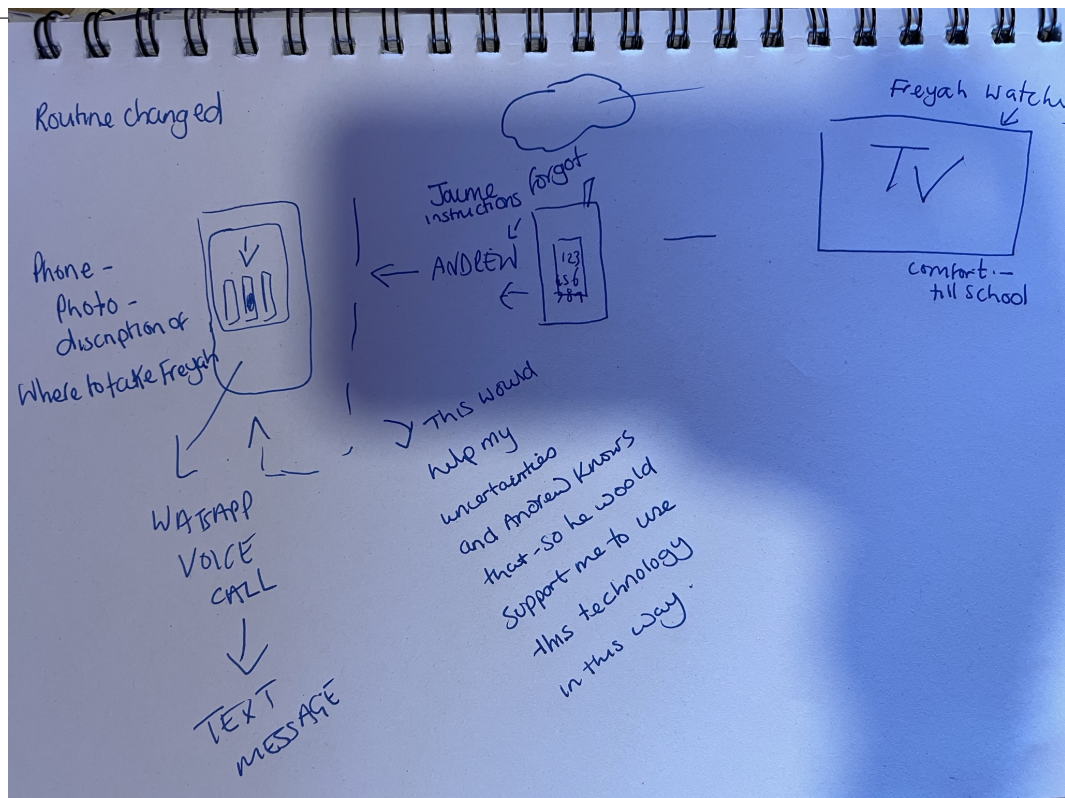 Routine changed
Freyah Watche
TV
comfort -
till school
Jaume
instructions
forgot
ANDREW
123
456
789
Phone -
Photo -
discription of
Where to take Freyah
This would
help my
uncertainties
and Andrew Knows
that - so he would
support me to use
this technology
in this way.
WATSAPP
VOICE
CALL
TEXT
MESSAGE